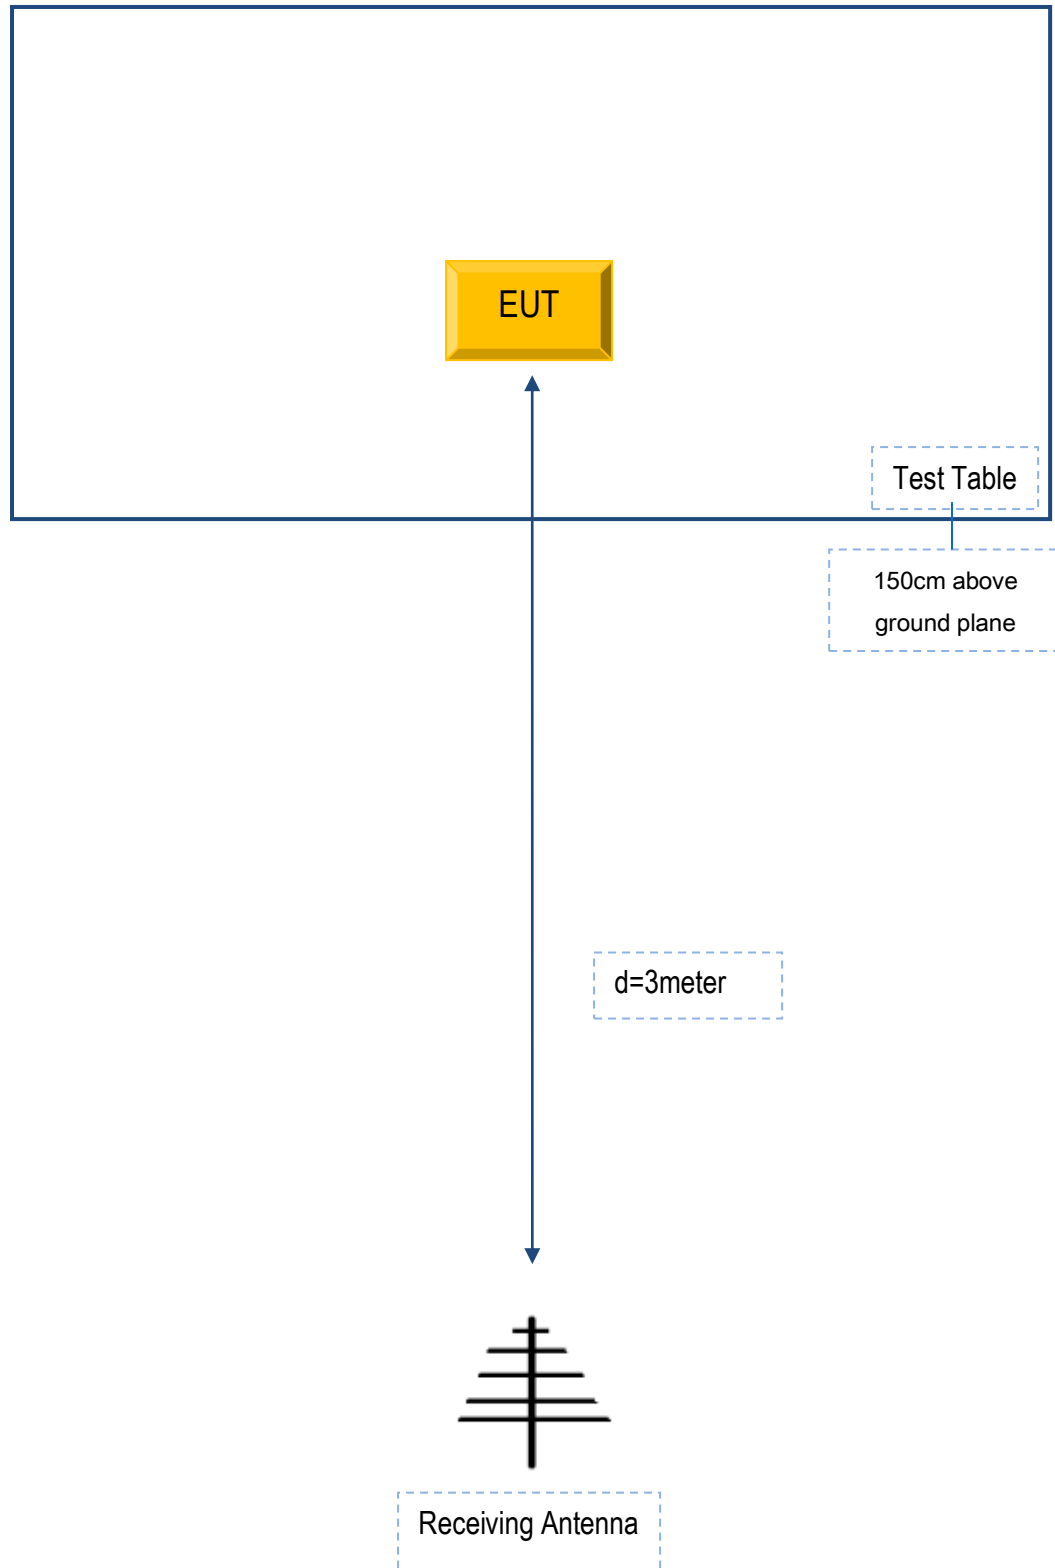 EUT
Test Table
150cm above
ground plane
d=3meter
Receiving Antenna